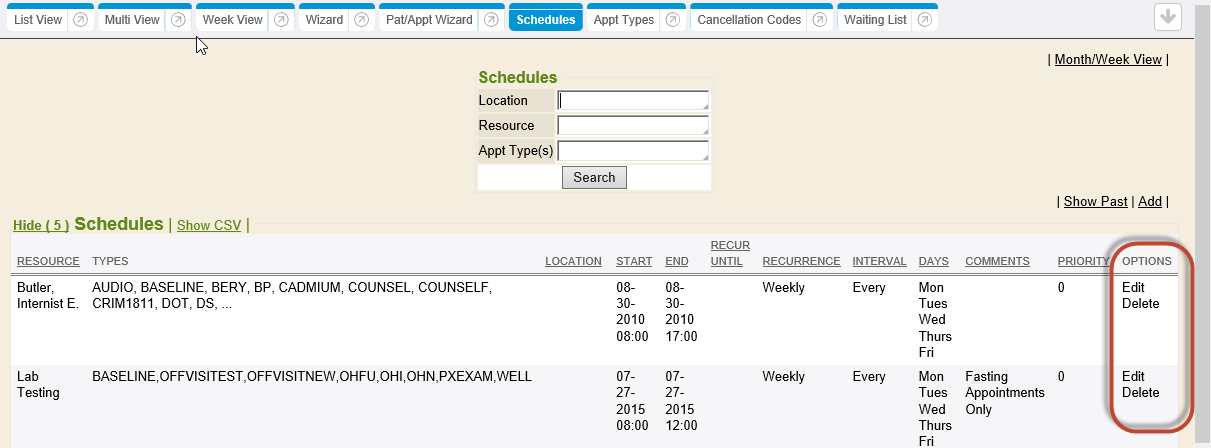 List View Multi View Week View Wizard Pat/Appt Wizard Schedules Appt Types Cancellation Codes Waiting List
| Month/Week View |
Schedules
Location
Resource
Appt Type(s)
Search
| Show Past | Add |
Hide ( 5 ) Schedules | Show CSV |
RESOURCE TYPES LOCATION START END RECUR UNTIL RECURRENCE INTERVAL DAYS COMMENTS PRIORITY OPTIONS
Butler, AUDIO, BASELINE, BERY, BP, CADMIUM, COUNSEL, COUNSELF, 08- 08- Weekly Every Mon 0 Edit
Internist E. CRIM1811, DOT, DS, ... 30- 30- Tues Delete
2010 2010 Wed
08:00 17:00 Thurs
Fri
Lab BASELINE,OFFVISITEST,OFFVISITNEW,OHFU,OHI,OHN,PXEXAM,WELL 07- 07- Weekly Every Mon Fasting 0 Edit
Testing 27- 27- Tues Appointments Delete
2015 2015 Wed Only
08:00 12:00 Thurs
Fri